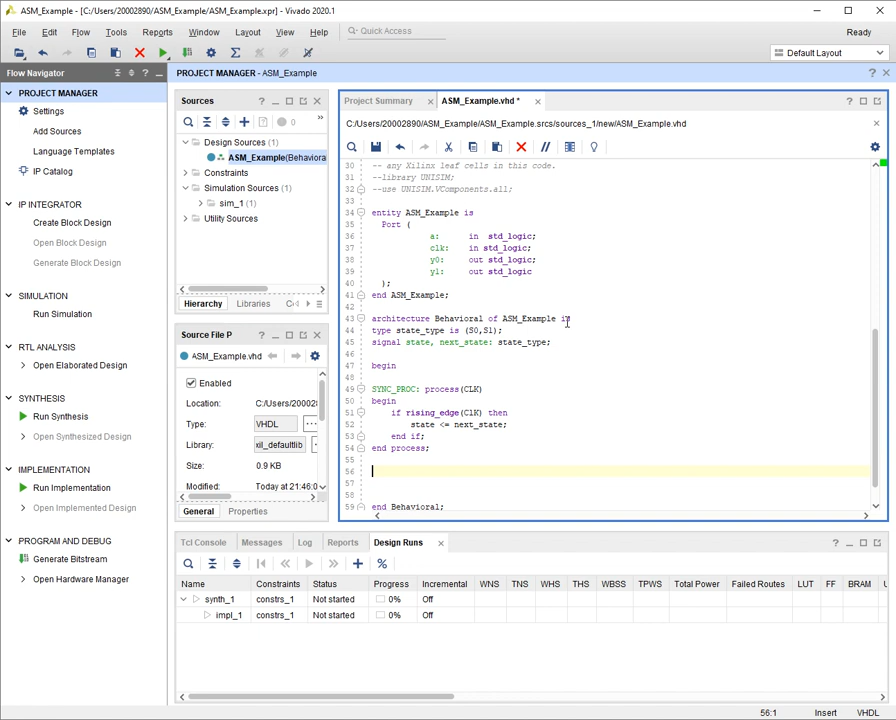 ASM_Example - [C:/Users/20002890/ASM_Example/ASM_Example.xpr] - Vivado 2020.1
File Edit Flow Tools Reports Window Layout View Help Quick Access Ready
Default Layout
Flow Navigator
PROJECT MANAGER
Settings
Add Sources
Language Templates
IP Catalog
IP INTEGRATOR
Create Block Design
Open Block Design
Generate Block Design
SIMULATION
Run Simulation
RTL ANALYSIS
Open Elaborated Design
SYNTHESIS
Run Synthesis
Open Synthesized Design
IMPLEMENTATION
Run Implementation
Open Implemented Design
PROGRAM AND DEBUG
Generate Bitstream
Open Hardware Manager
PROJECT MANAGER - ASM_Example
Sources
0
Design Sources (1)
ASM_Example(Behaviora
Constraints
Simulation Sources (1)
sim_1 (1)
Utility Sources
Hierarchy Libraries
Source File P
ASM_Example.vhd
Enabled
Location: C:/Users/20002
Type: VHDL
Library: xil_defaultlib
Size: 0.9 KB
Modified: Today at 21:46:0
General Properties
Project Summary ASM_Example.vhd *
C:/Users/20002890/ASM_Example/ASM_Example.srcs/sources_1/new/ASM_Example.vhd
30 -- any Xilinx leaf cells in this code.
31 --library UNISIM;
32 --use UNISIM.VComponents.all;
33
34 entity ASM_Example is
35 Port (
36 a: in std_logic;
37 clk: in std_logic;
38 y0: out std_logic;
39 y1: out std_logic
40 );
41 end ASM_Example;
42
43 architecture Behavioral of ASM_Example is
44 type state_type is (S0,S1);
45 signal state, next_state: state_type;
46
47 begin
48
49 SYNC_PROC: process(CLK)
50 begin
51 if rising_edge(ClK) then
52 state <= next_state;
53 end if;
54 end process;
55
56
57
58
59 end Behavioral;
Tcl Console Messages Log Reports Design Runs
Name Constraints Status Progress Incremental WNS TNS WHS THS WBSS TPWS Total Power Failed Routes LUT FF BRAM
synth_1 constrs_1 Not started 0% Off
impl_1 constrs_1 Not started 0% Off
56:1 Insert VHDL